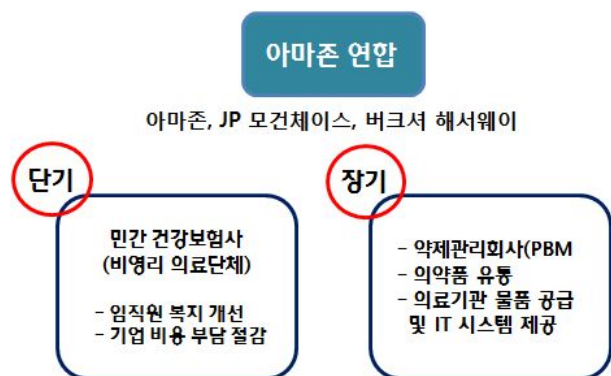 아마존 연합
아마존, JP 모건체이스, 버크셔 해서웨이
단기
민간 건강보험사
(비영리 의료단체)
- 임직원 복지 개선
- 기업 비용 부담 절감
장기
- 약제관리회사(PBM
- 의약품 유통
- 의료기관 물품 공급
및 IT 시스템 제공